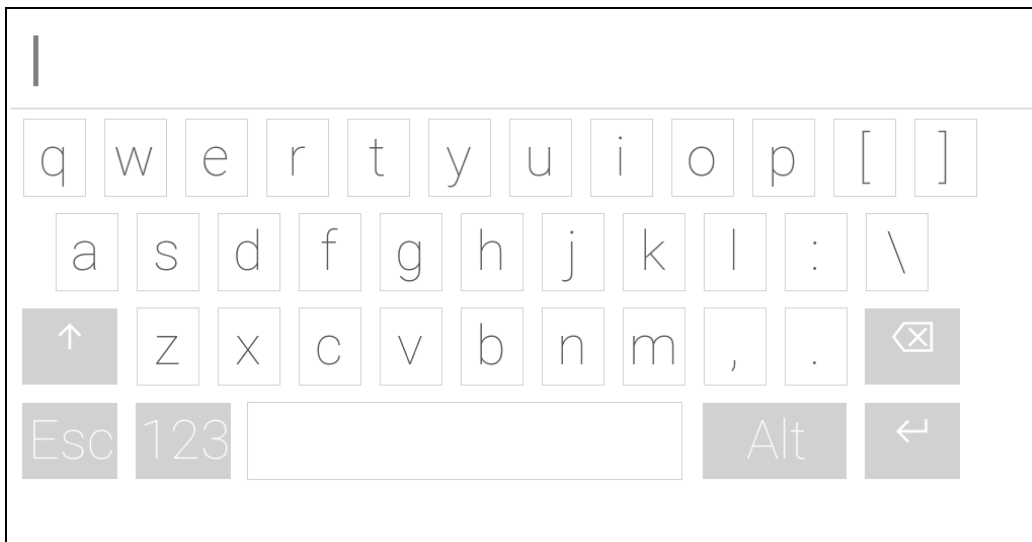 q w e r t y u i o p [ ]
a s d f g h j k l : \
↑ z x c v b n m , . ⌫
Esc 123 Alt ↵